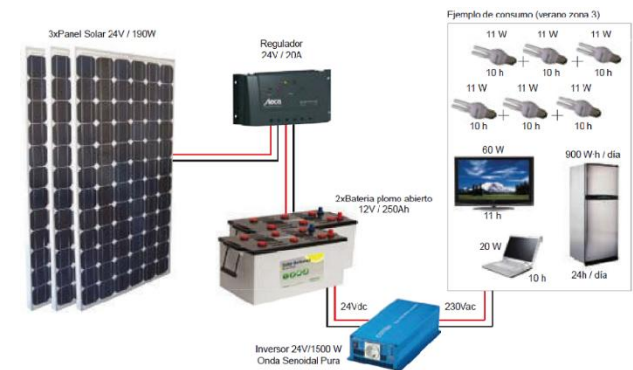 Ejemplo de consumo (verano zona 3)
3xPanel Solar 24V / 190W
Regulador
24V / 20A
11 W 11 W 11 W
10 h + 10 h + 10 h
11 W 11 W 11 W
10 h + 10 h + 10 h
60 W
11 h
900 W·h / día
24h / día
20 W
10 h
2xBateria plomo abierto
12V / 250Ah
24Vdc
230Vac
Inversor 24V/1500 W
Onda Senoidal Pura